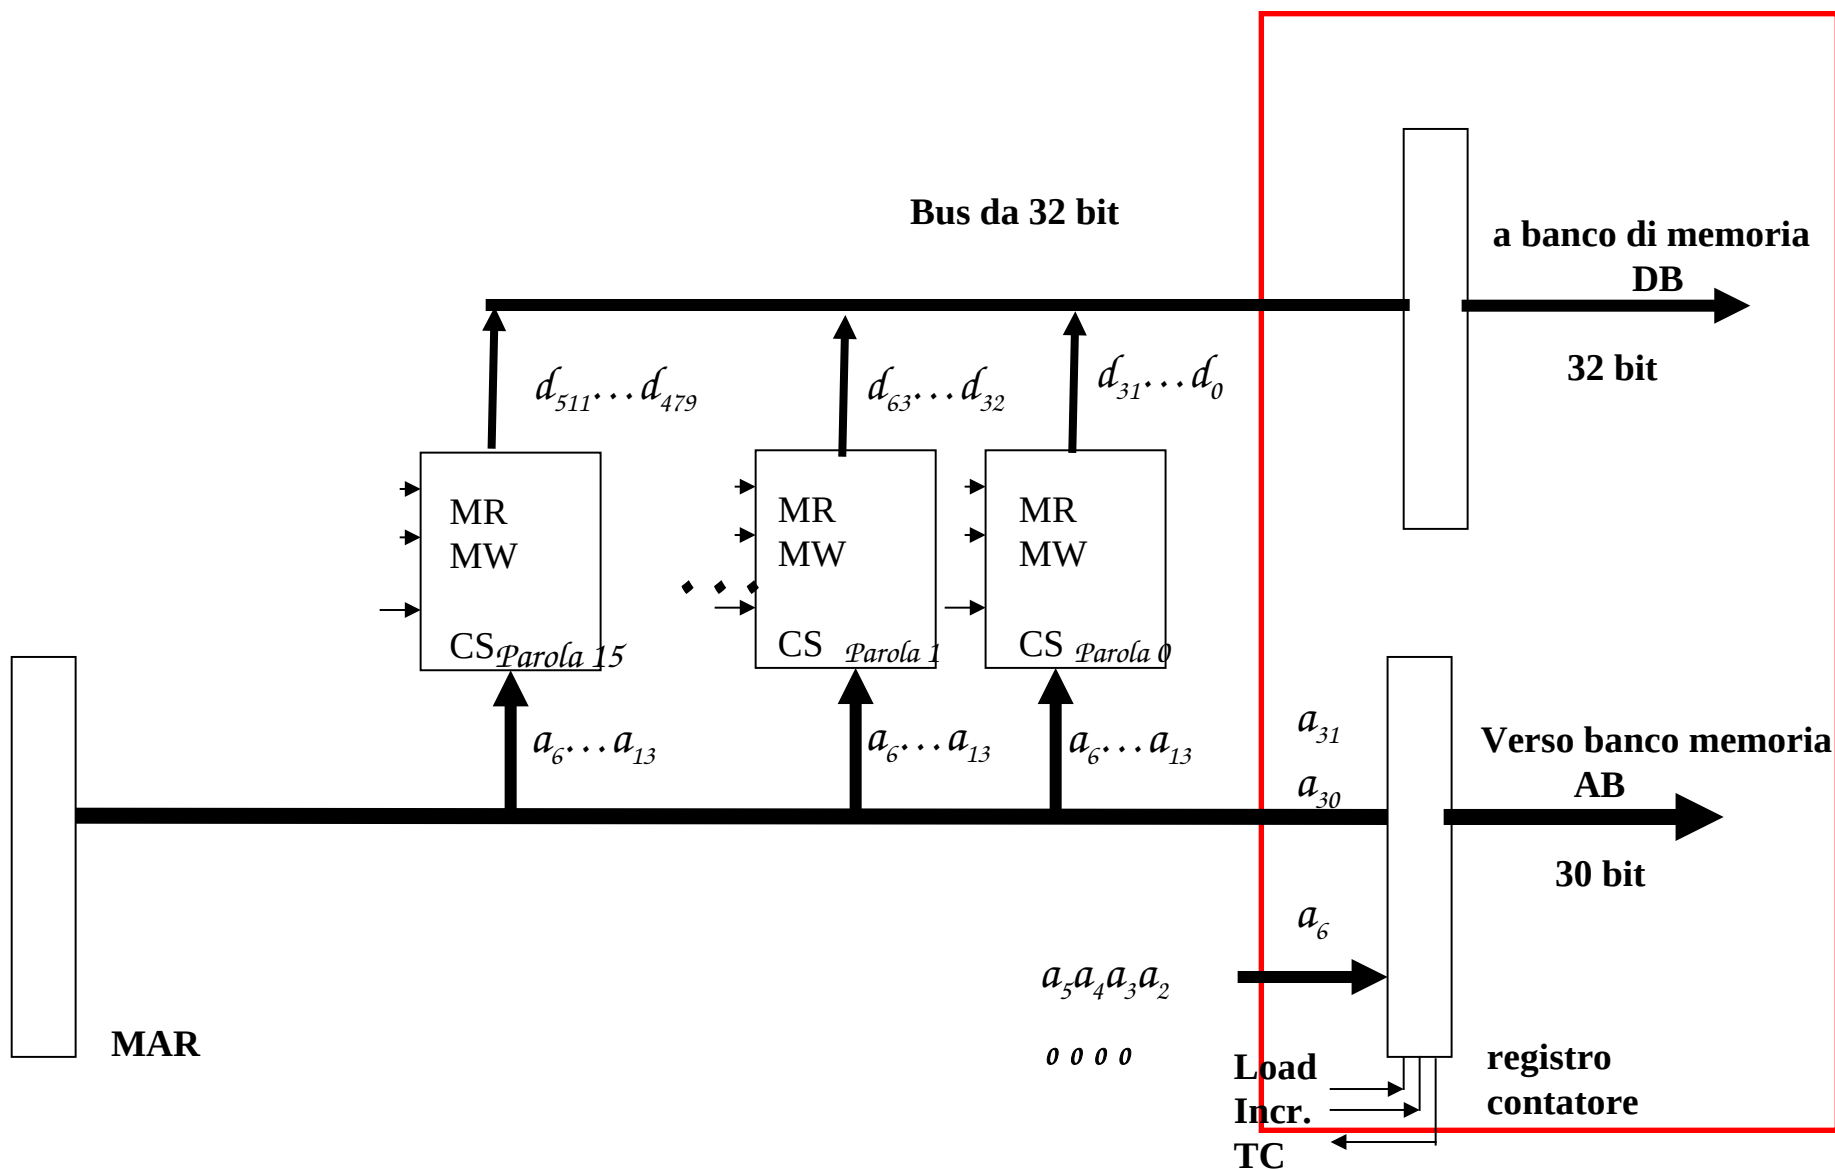 Bus da 32 bit
a banco di memoria
DB
32 bit
d511...d479
d63...d32
d31...d0
MR
MW
CS Parola 15
...
MR
MW
CS Parola 1
MR
MW
CS Parola 0
a6...a13
a6...a13
a6...a13
a31
a30
Verso banco memoria
AB
30 bit
a6
a5a4a3a2
0 0 0 0
MAR
Load
Incr.
TC
registro
contatore